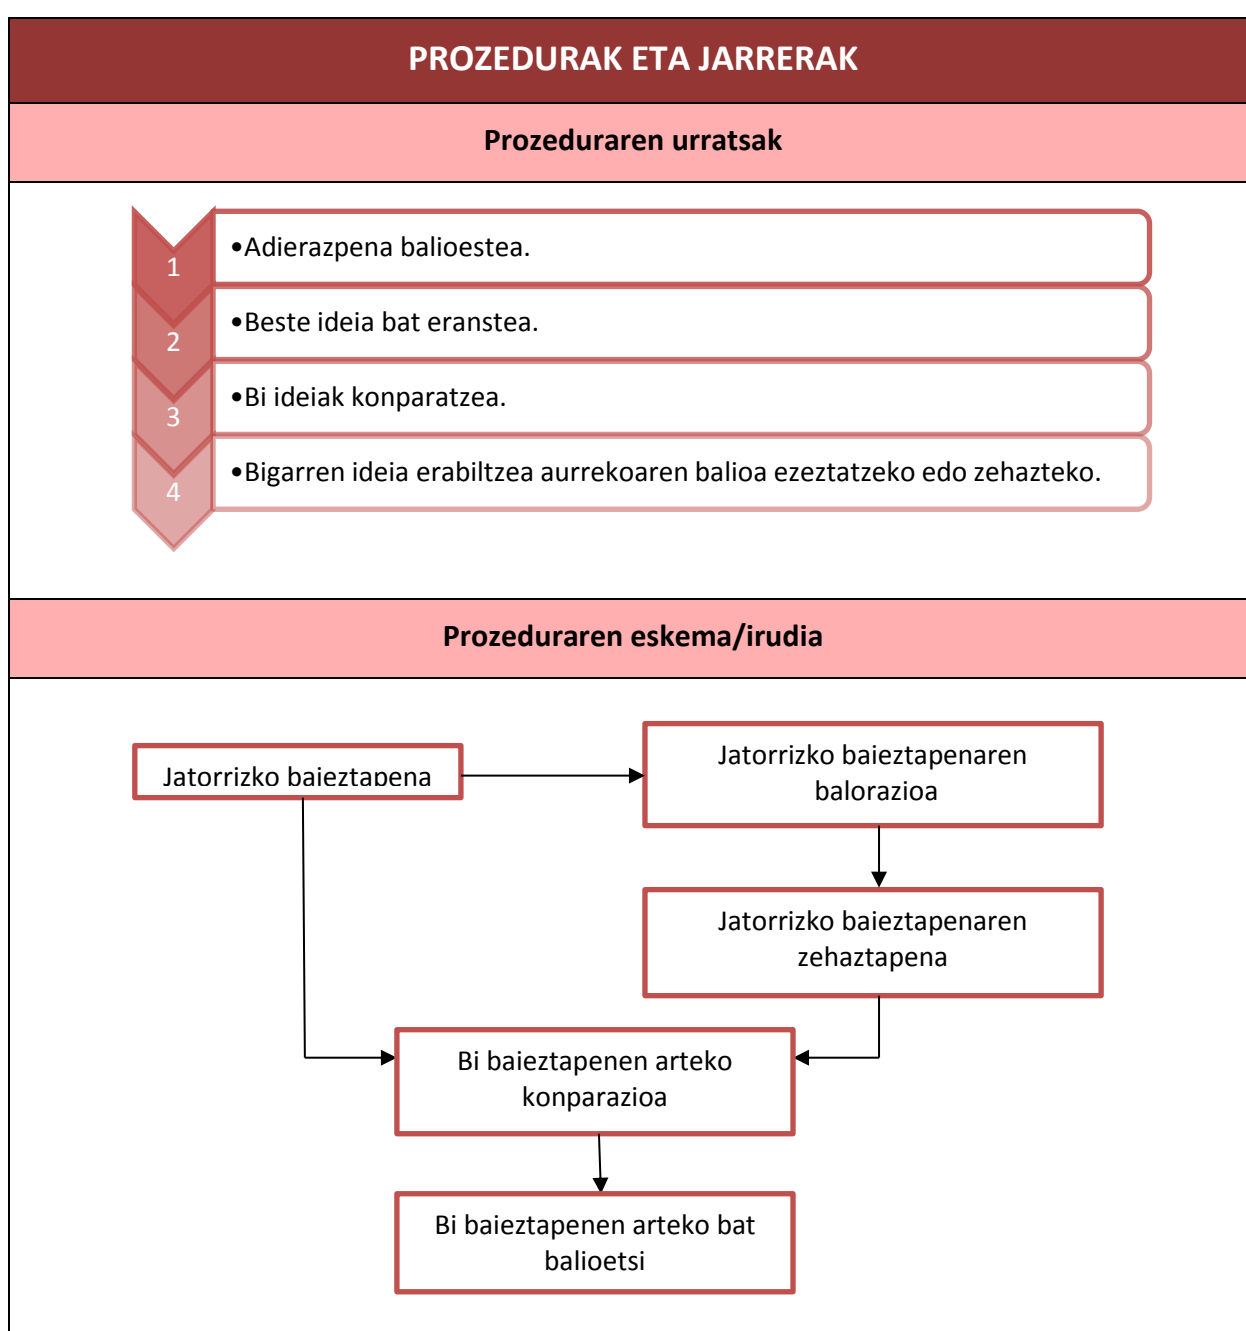 PROZEDURAK ETA JARRERAK
Prozeduraren urratsak
1
•Adierazpena balioestea.
2
•Beste ideia bat eranstea.
3
•Bi ideiak konparatzea.
4
•Bigarren ideia erabiltzea aurrekoaren balioa ezeztatzeko edo zehazteko.
Prozeduraren eskema/irudia
Jatorrizko baieztapena
Jatorrizko baieztapenaren
balorazioa
Jatorrizko baieztapenaren
zehaztapena
Bi baieztapenen arteko
konparazioa
Bi baieztapenen arteko bat
balioetsi